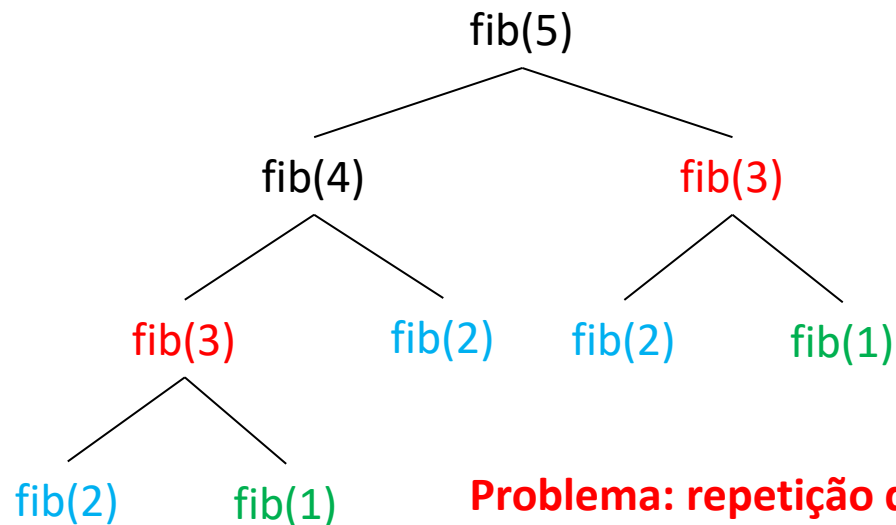 fib(5)
fib(4) fib(3)
fib(3) fib(2) fib(2) fib(1)
fib(2) fib(1) Problema: repetição